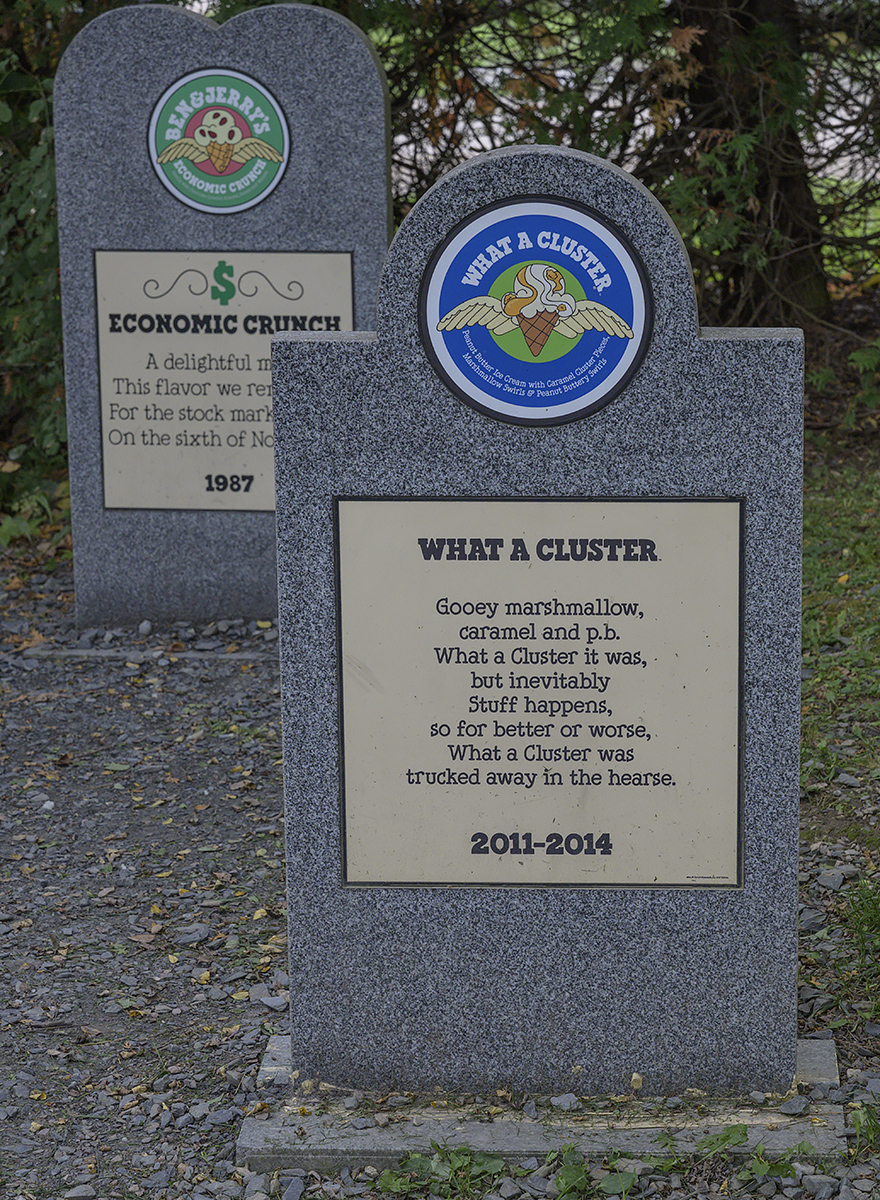 BEN & JERRY'S
ECONOMIC CRUNCH
$
ECONOMIC CRUNCH
A delightful
This flavor we
For the stock
On the sixth of
1987
WHAT A CLUSTER
Peanut Butter Ice Cream with Caramel Cluster Pieces,
Marshmallow Swirls & Peanut Buttery Swirls
WHAT A CLUSTER
Gooey marshmallow,
caramel and p.b.
What a Cluster it was,
but inevitably
Stuff happens,
so for better or worse,
What a Cluster was
trucked away in the hearse.
2011-2014